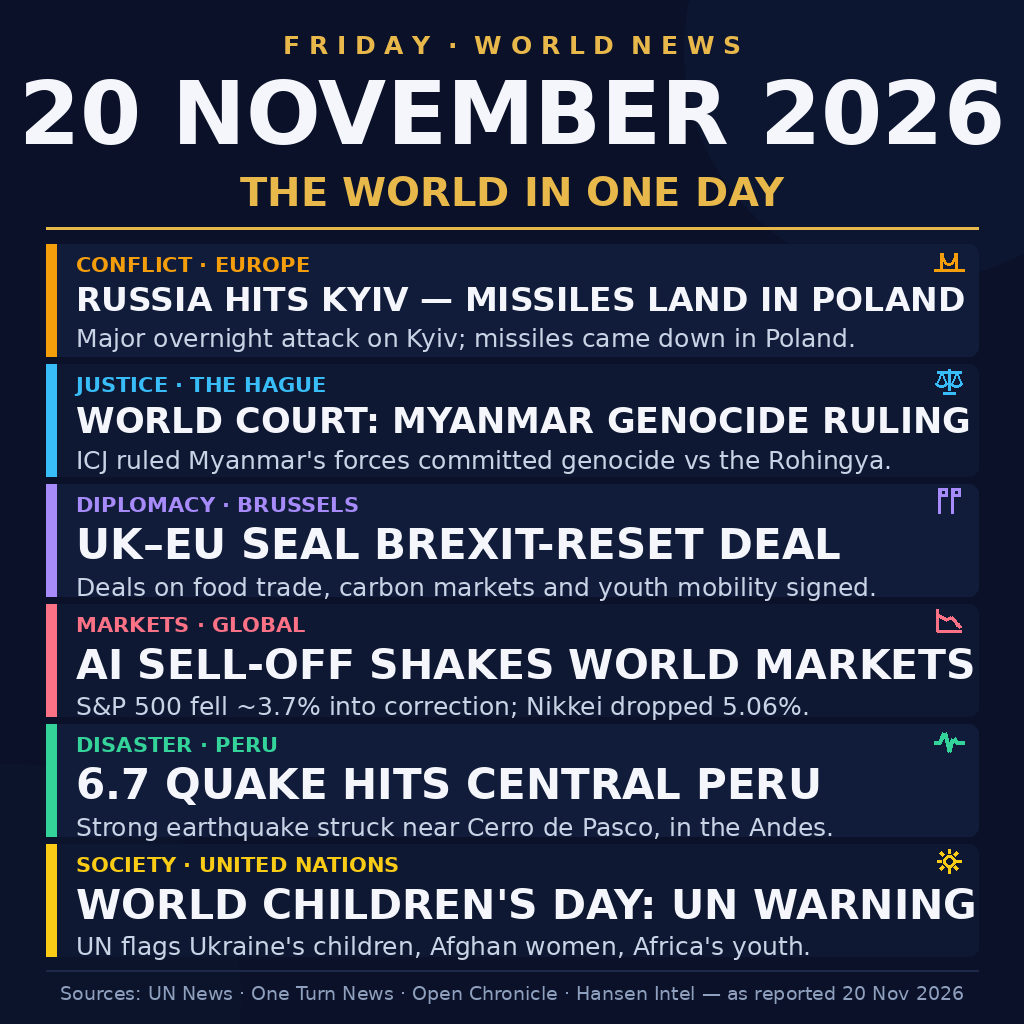 FRIDAY · WORLD NEWS
20 NOVEMBER 2026
THE WORLD IN ONE DAY
CONFLICT · EUROPE
RUSSIA HITS KYIV — MISSILES LAND IN POLAND
Major overnight attack on Kyiv; missiles came down in Poland.
JUSTICE · THE HAGUE
WORLD COURT: MYANMAR GENOCIDE RULING
ICJ ruled Myanmar's forces committed genocide vs the Rohingya.
DIPLOMACY · BRUSSELS
UK–EU SEAL BREXIT-RESET DEAL
Deals on food trade, carbon markets and youth mobility signed.
MARKETS · GLOBAL
AI SELL-OFF SHAKES WORLD MARKETS
S&P 500 fell ~3.7% into correction; Nikkei dropped 5.06%.
DISASTER · PERU
6.7 QUAKE HITS CENTRAL PERU
Strong earthquake struck near Cerro de Pasco, in the Andes.
SOCIETY · UNITED NATIONS
WORLD CHILDREN'S DAY: UN WARNING
UN flags Ukraine's children, Afghan women, Africa's youth.
Sources: UN News · One Turn News · Open Chronicle · Hansen Intel — as reported 20 Nov 2026